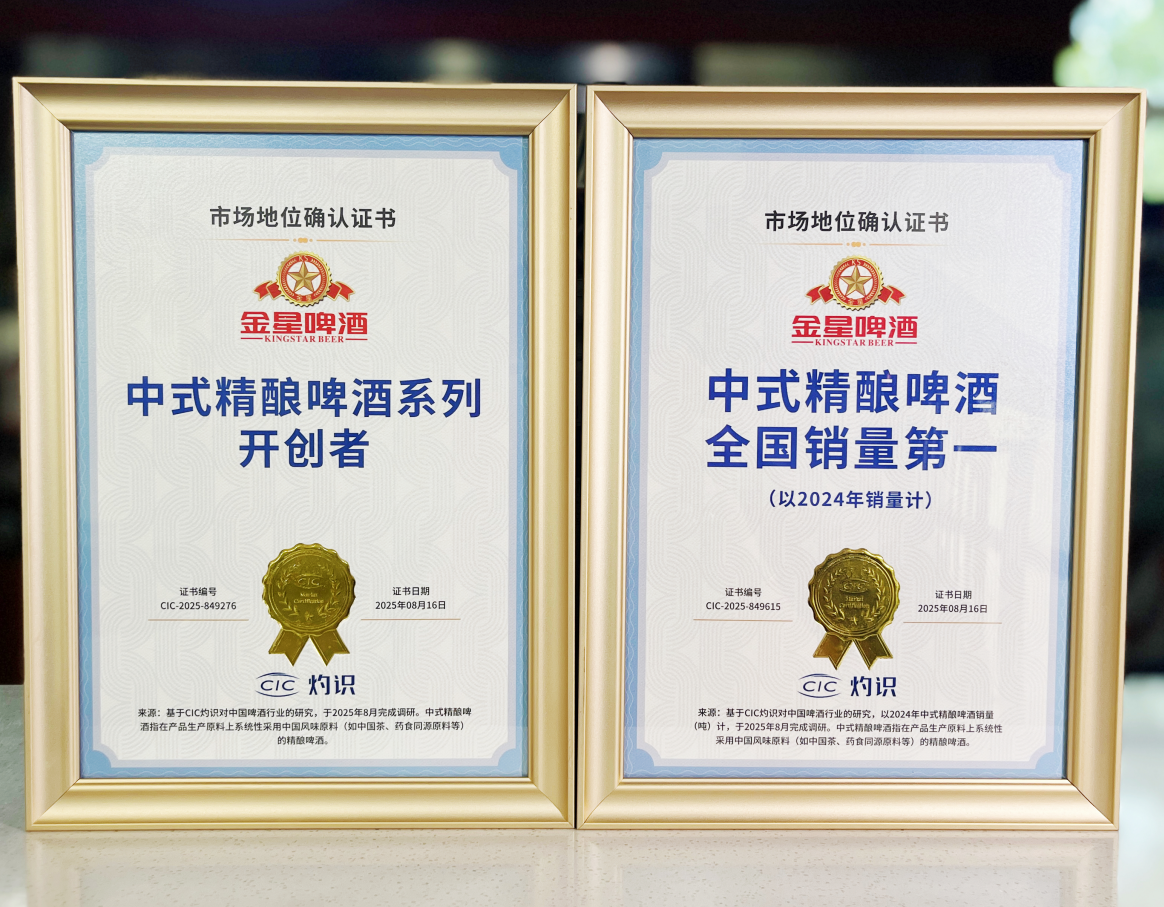 市场地位确认证书
金星啤酒
KINGSTAR BEER
中式精酿啤酒系列
开创者
证书编号
CIC-2025-849276
证书日期
2025年08月16日
CIC
CIC 灼识
来源：基于CIC灼识对中国啤酒行业的研究，于2025年8月完成调研。中式精酿啤
酒指在产品生产原料上系统性采用中国风味原料（如中国茶、药食同源原料等）
的精酿啤酒。
市场地位确认证书
金星啤酒
KINGSTAR BEER
中式精酿啤酒
全国销量第一
（以2024年销量计）
证书编号
CIC-2025-849615
证书日期
2025年08月16日
CIC
CIC 灼识
来源：基于CIC灼识对中国啤酒行业的研究，以2024年中式精酿啤酒销量
（吨）计，于2025年8月完成调研。中式精酿啤酒指在产品生产原料上系统性
采用中国风味原料（如中国茶、药食同源原料等）的精酿啤酒。